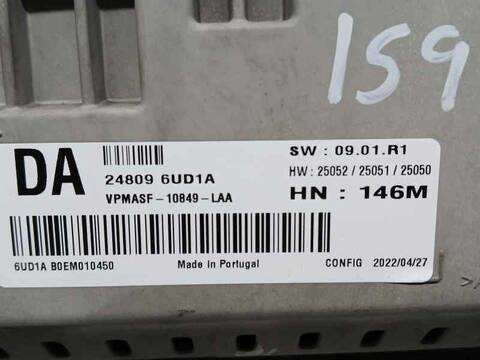 159
DA
24809 6UD1A
VPMASF-10849-LAA
SW : 09.01.R1
HW : 25052 / 25051 / 25050
HN : 146M
6UD1A B0EM010450
Made in Portugal
CONFIG 2022/04/27